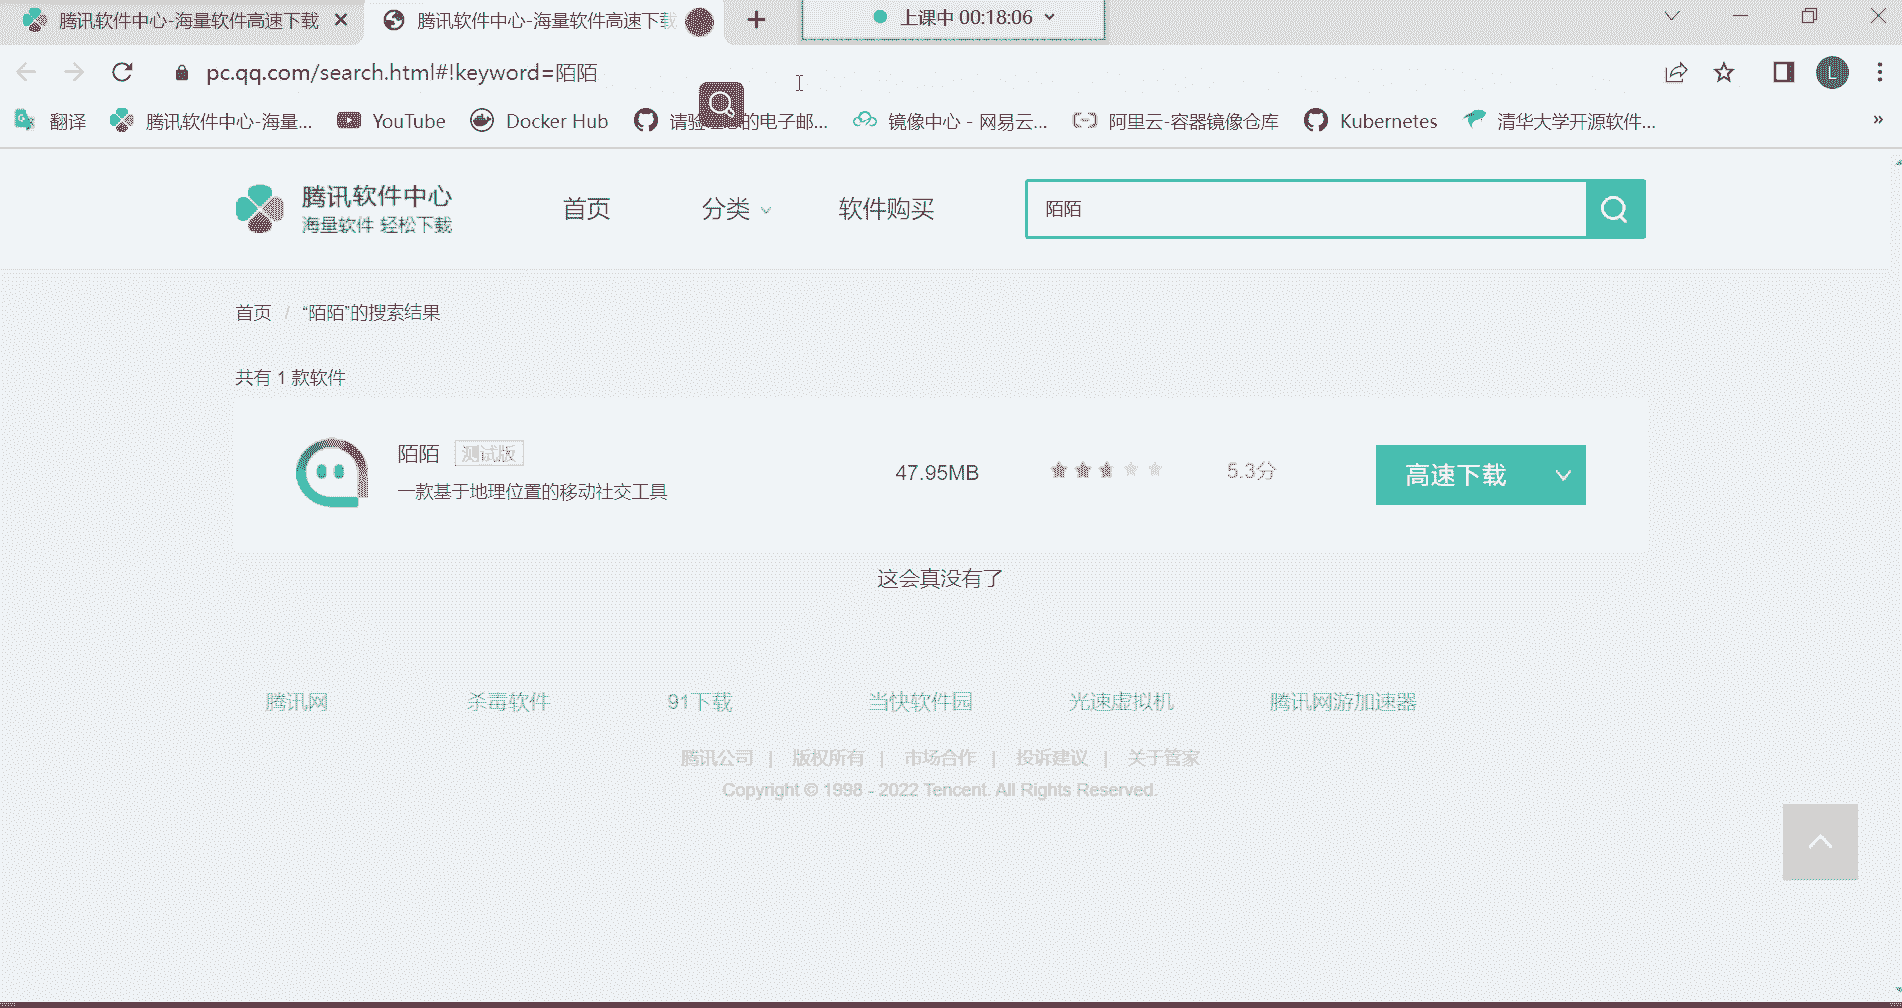 腾讯软件中心-海量软件高速下载
腾讯软件中心-海量软件高速下载
上课中 00:18:06
pc.qq.com/search.html#!keyword=陌陌
L
翻译
腾讯软件中心-海量...
YouTube
Docker Hub
请验 的电子邮...
镜像中心 - 网易云...
阿里云-容器镜像仓库
Kubernetes
清华大学开源软件...
»
腾讯软件中心
海量软件 轻松下载
首页
分类
软件购买
陌陌
首页 / “陌陌”的搜索结果
共有 1 款软件
陌陌 测试版
一款基于地理位置的移动社交工具
47.95MB
5.3分
高速下载
这会真没有了
腾讯网
杀毒软件
91下载
当快软件园
光速虚拟机
腾讯网游加速器
腾讯公司 | 版权所有 | 市场合作 | 投诉建议 | 关于管家
Copyright © 1998 - 2022 Tencent. All Rights Reserved.